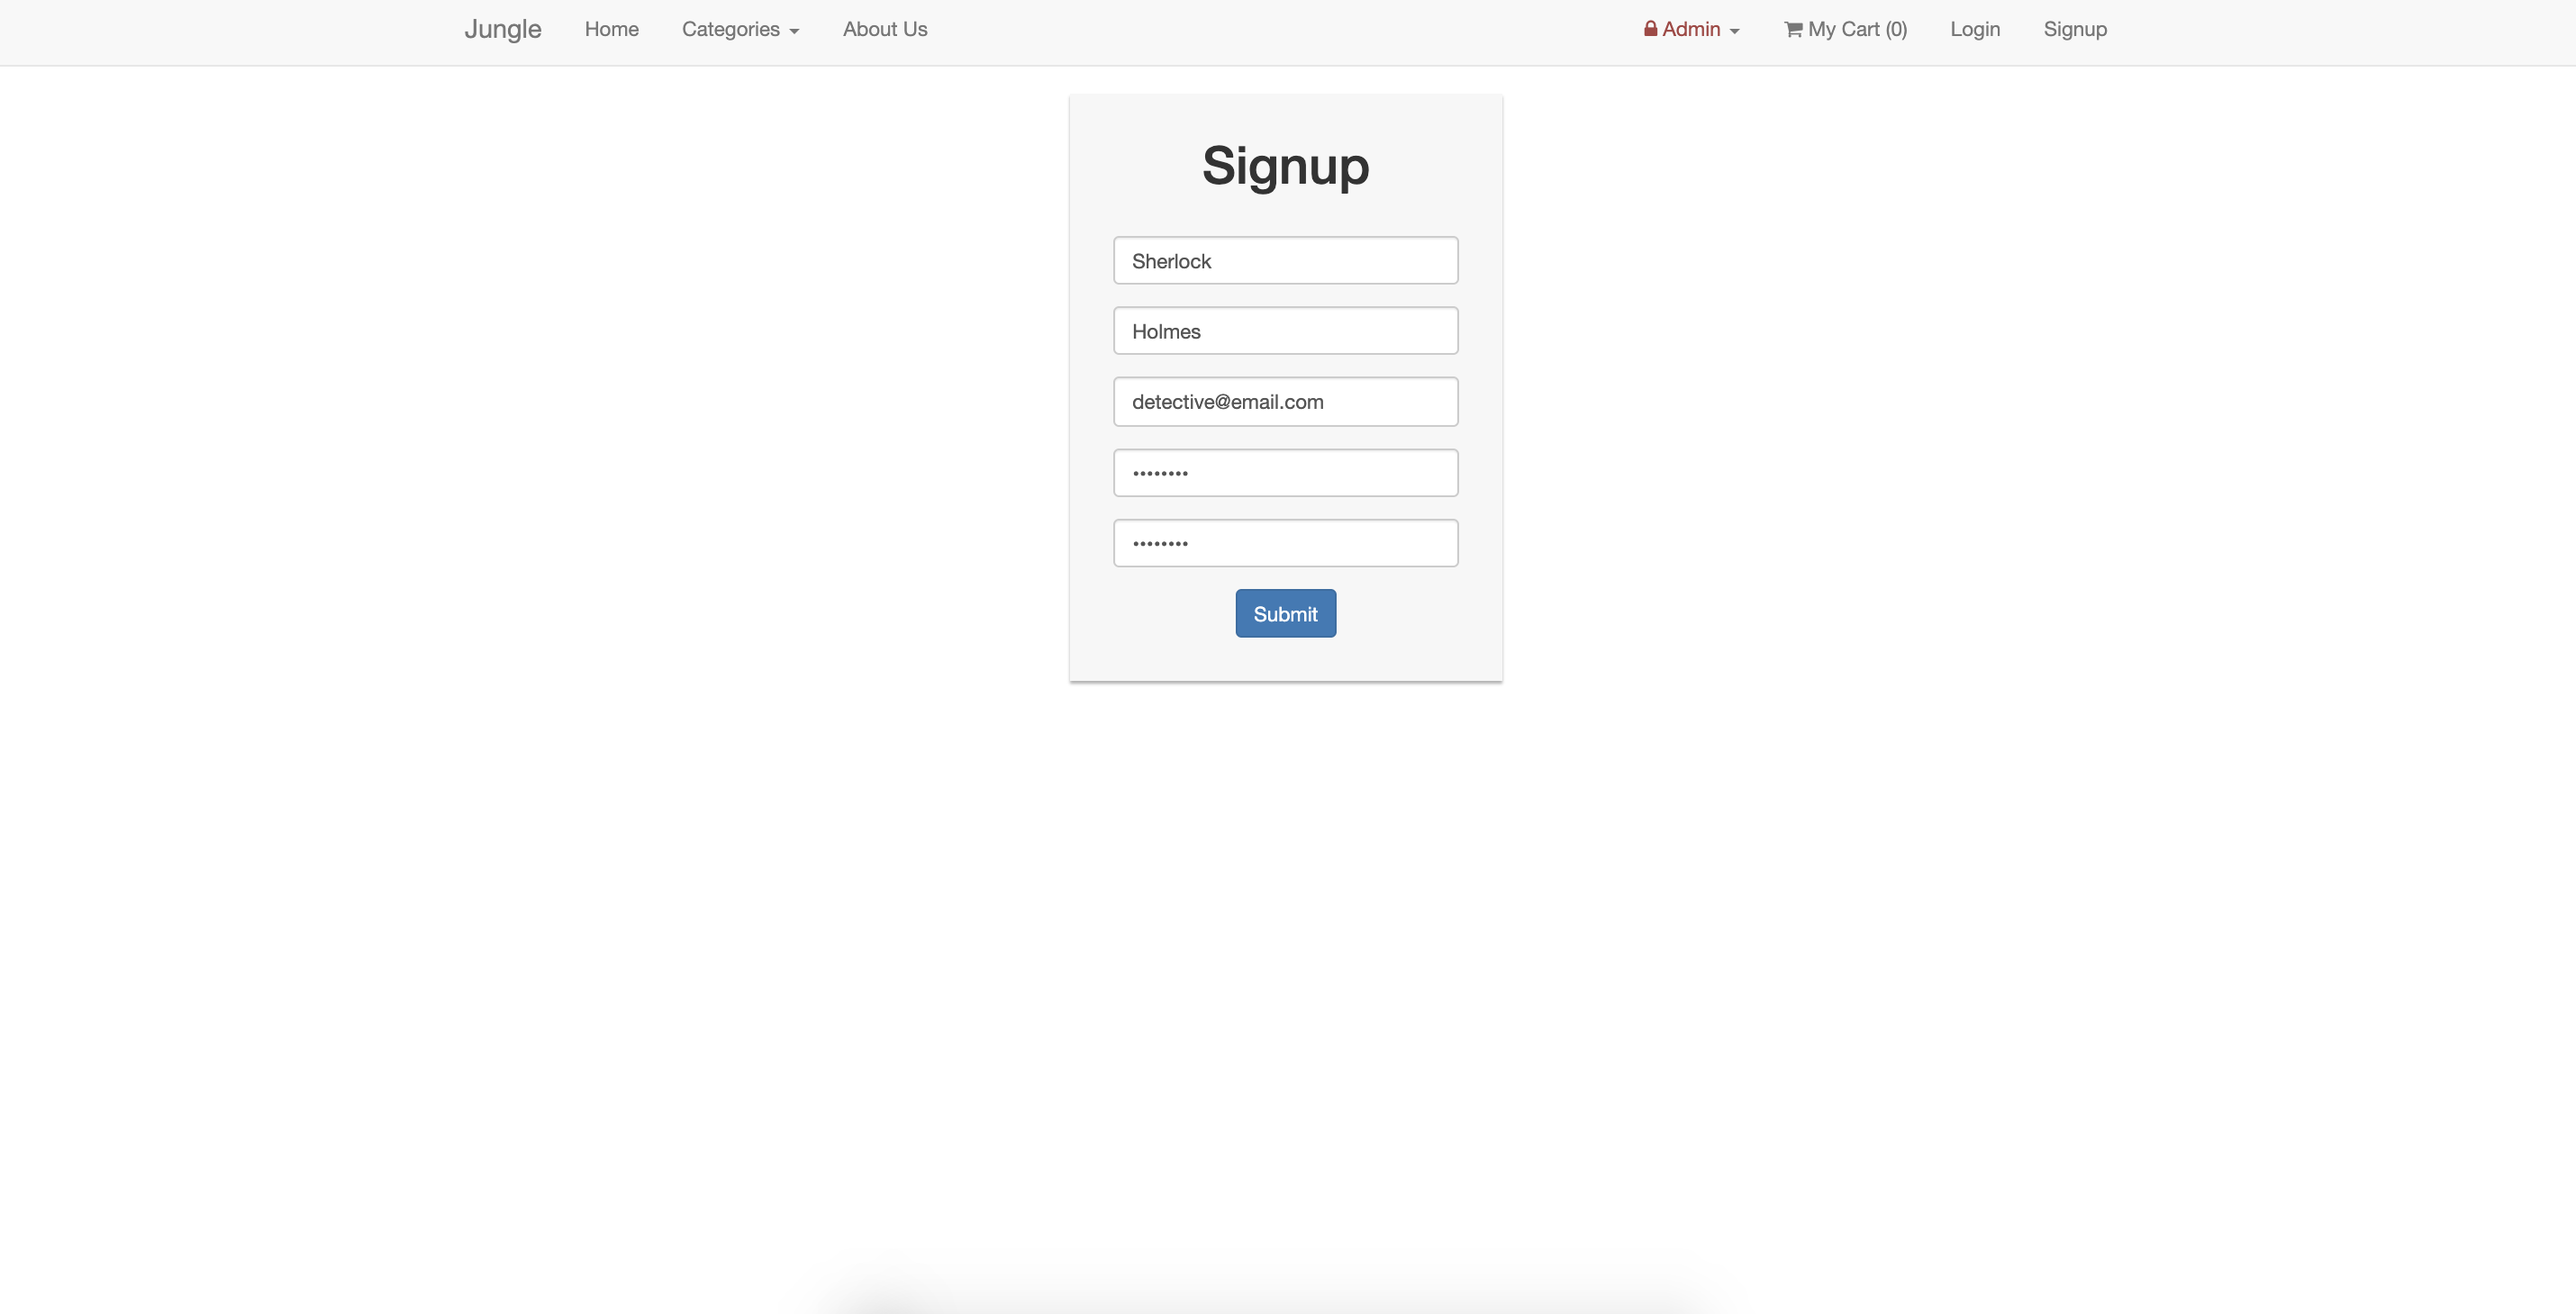 Jungle Home Categories About Us Admin My Cart (0) Login Signup
Signup
Sherlock
Holmes
detective@email.com
••••••••
••••••••
Submit